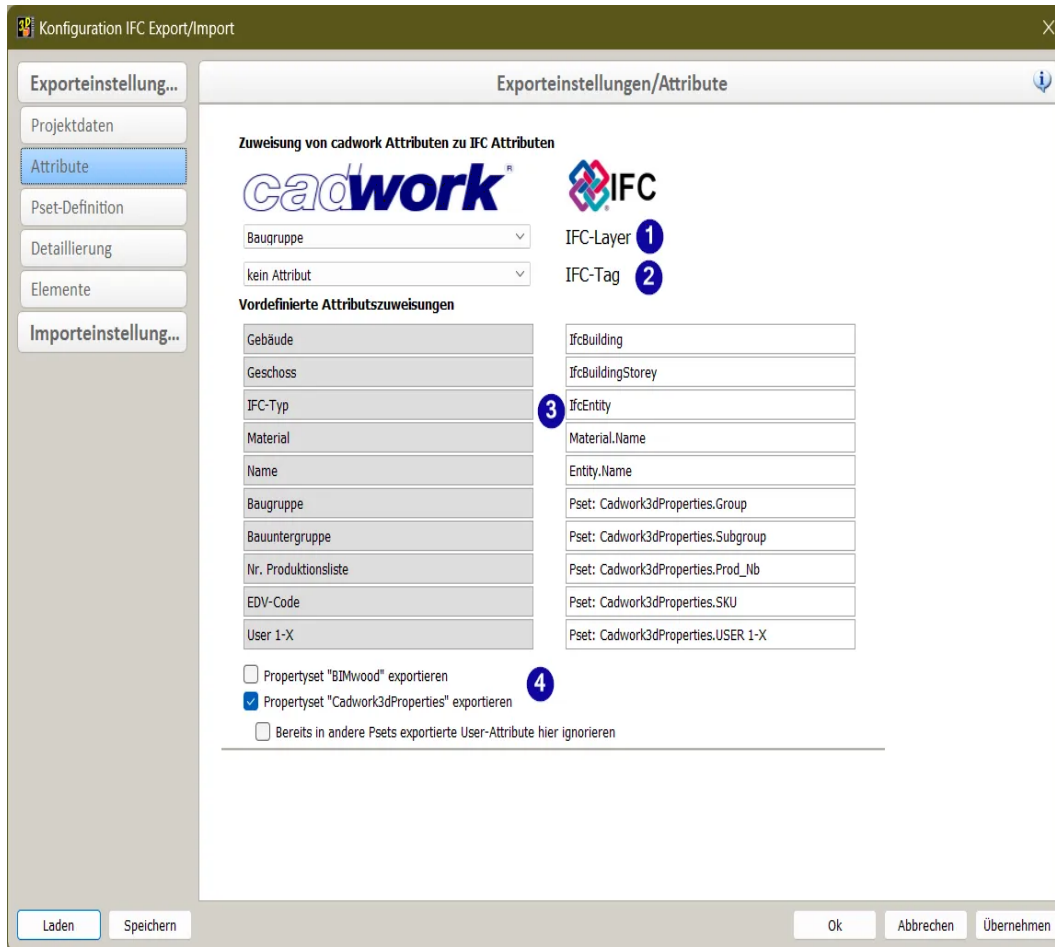 Konfiguration IFC Export/Import
Exporteinstellung...
Projektdaten
Attribute
Pset-Definition
Detaillierung
Elemente
Importeinstellung...
Exporteinstellungen/Attribute
Zuweisung von cadwork Attributen zu IFC Attributen
cadwork® IFC
Baugruppe IFC-Layer 1
kein Attribut IFC-Tag 2
Vordefinierte Attributszuweisungen
Gebäude IfcBuilding
Geschoss IfcBuildingStorey
IFC-Typ 3 IfcEntity
Material Material.Name
Name Entity.Name
Baugruppe Pset: Cadwork3dProperties.Group
Bauuntergruppe Pset: Cadwork3dProperties.Subgroup
Nr. Produktionsliste Pset: Cadwork3dProperties.Prod_Nb
EDV-Code Pset: Cadwork3dProperties.SKU
User 1-X Pset: Cadwork3dProperties.USER 1-X
Propertyset "BIMwood" exportieren 4
Propertyset "Cadwork3dProperties" exportieren
Bereits in andere Psets exportierte User-Attribute hier ignorieren
Laden Speichern Ok Abbrechen Übernehmen